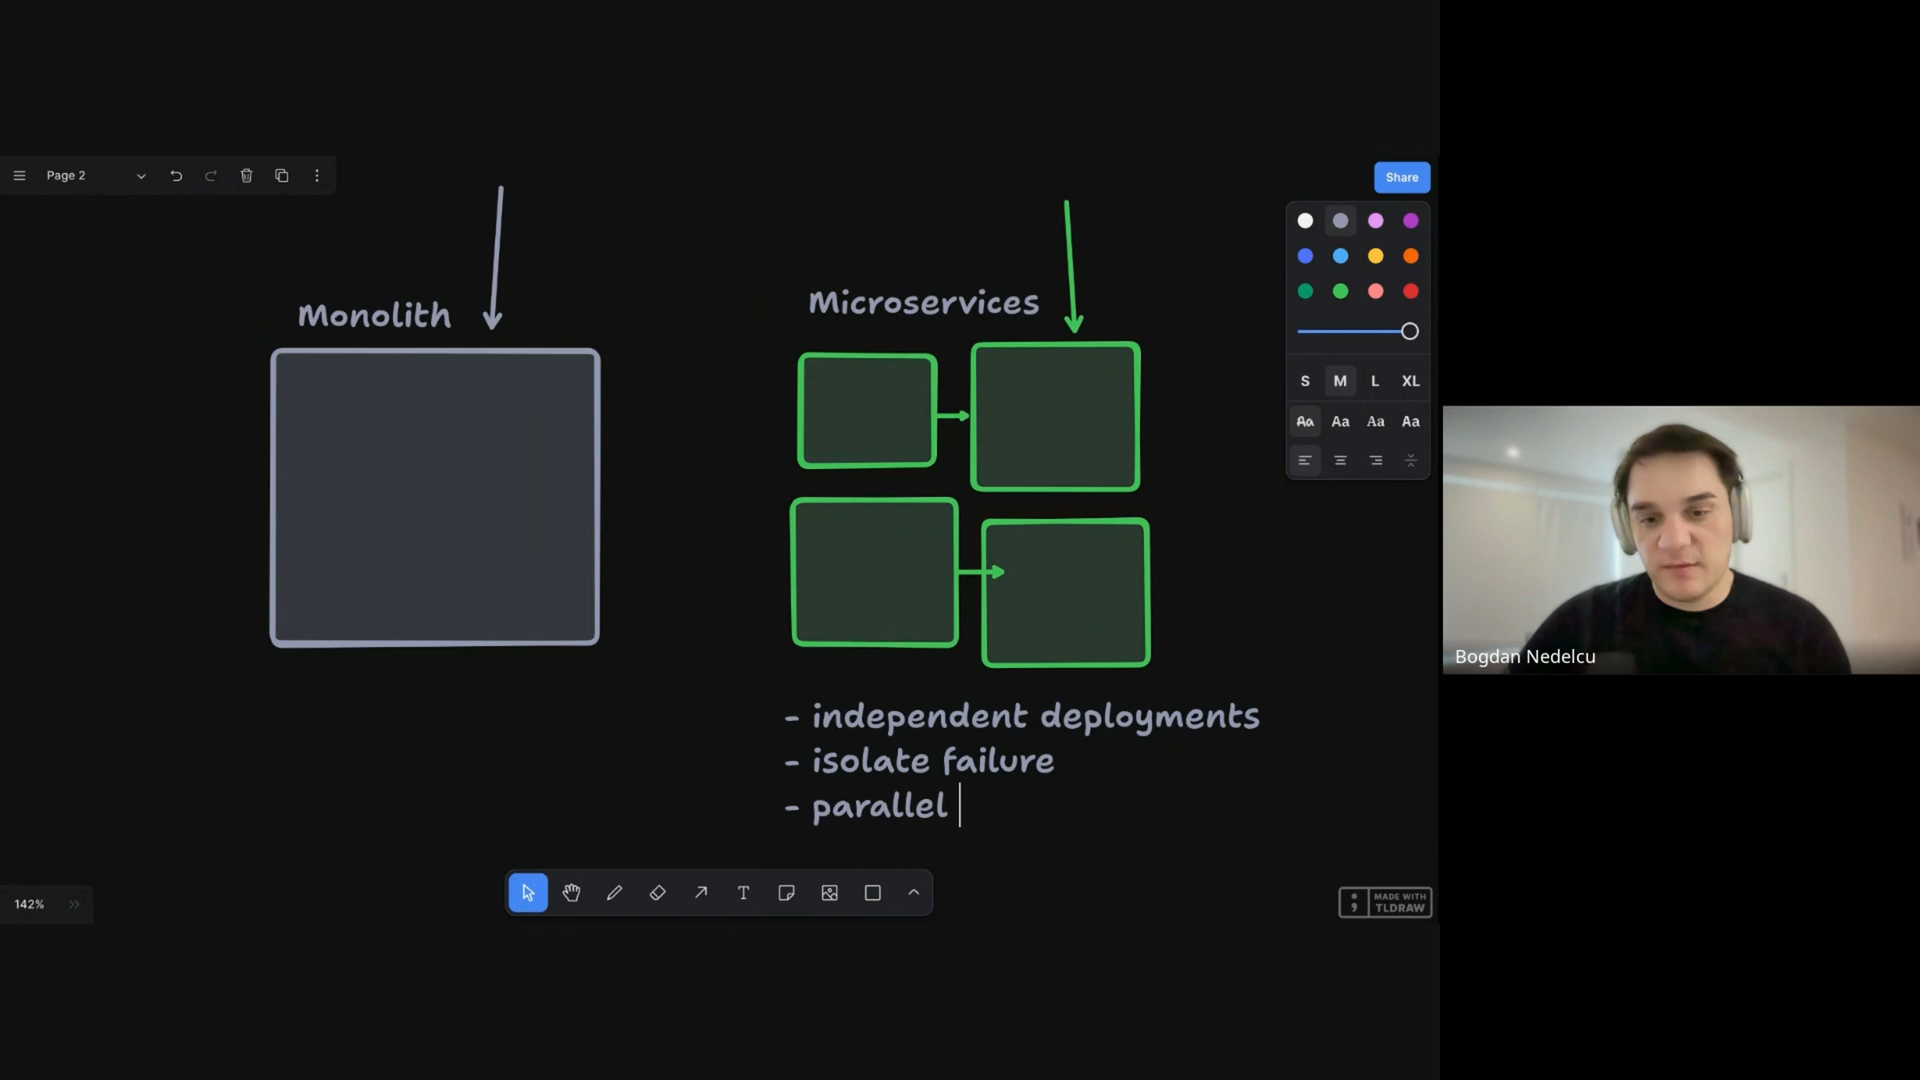 Page 2
Share
Monolith
Microservices
S M L XL
Aa Aa Aa Aa
Bogdan Nedelcu
- independent deployments
- isolate failure
- parallel
142%
MADE WITH
TLDRAW